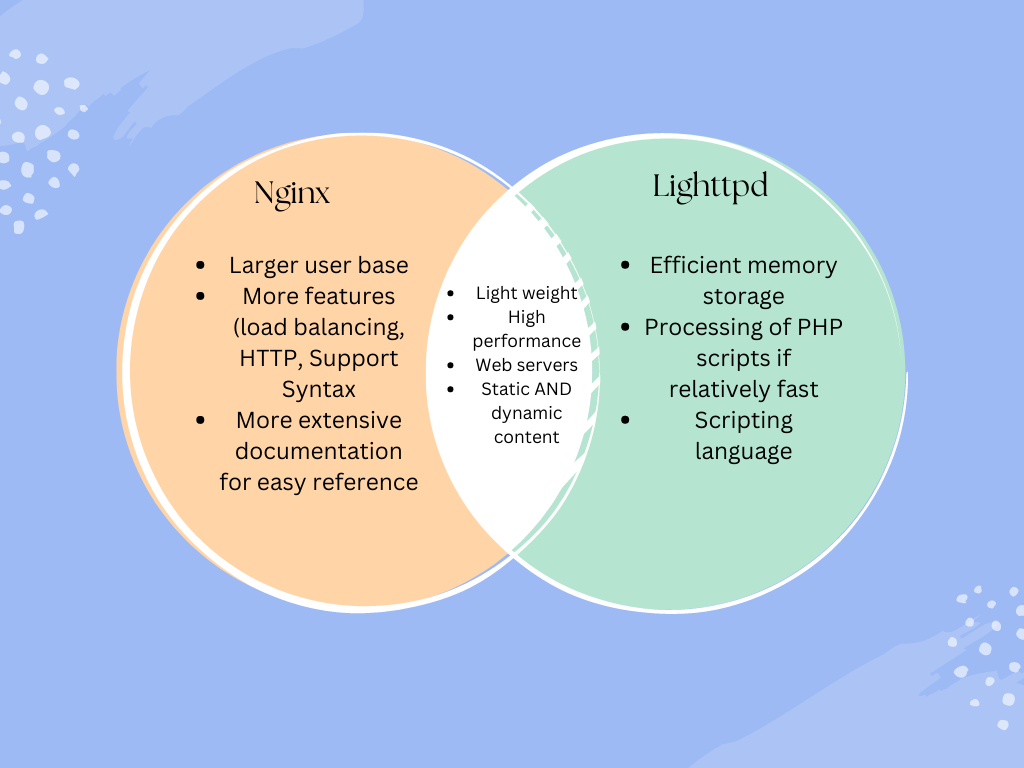 Nginx
Larger user base
More features
(load balancing,
HTTP, Support
Syntax
More extensive
documentation
for easy reference
Light weight
High
performance
Web servers
Static AND
dynamic
content
Lighttpd
Efficient memory
storage
Processing of PHP
scripts if
relatively fast
Scripting
language